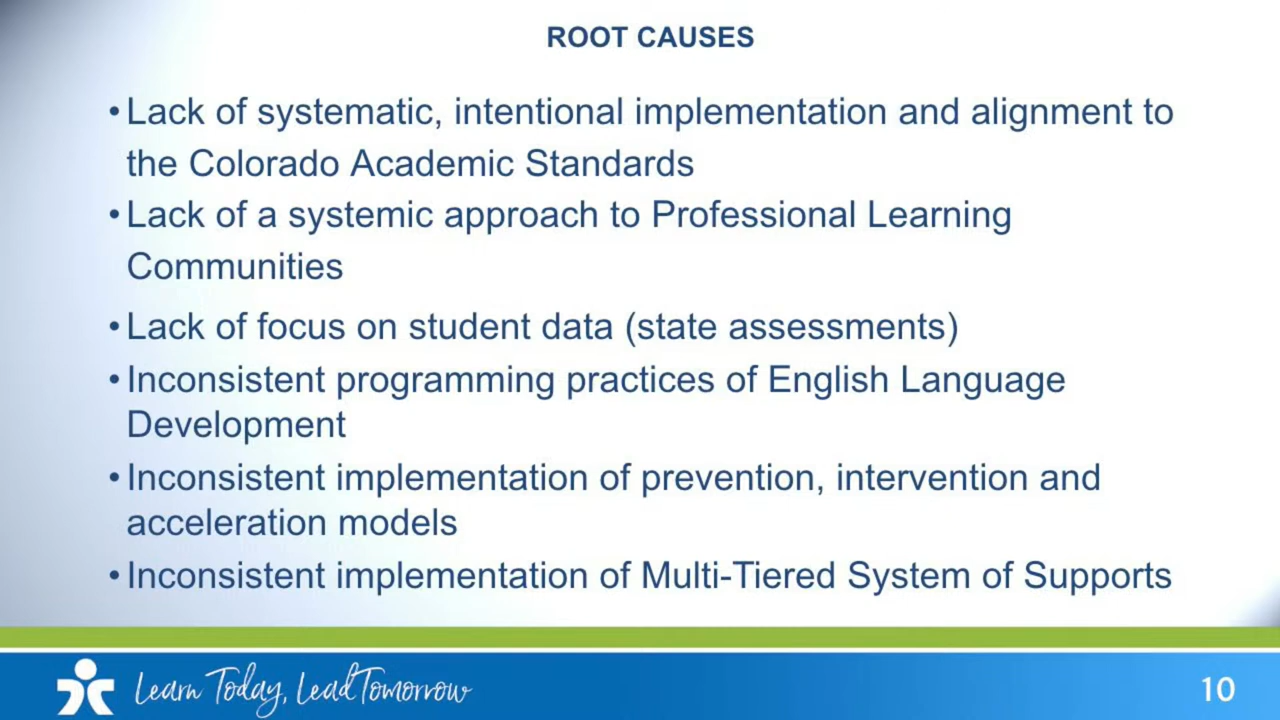 ROOT CAUSES
•Lack of systematic, intentional implementation and alignment to
the Colorado Academic Standards
•Lack of a systemic approach to Professional Learning
Communities
•Lack of focus on student data (state assessments)
•Inconsistent programming practices of English Language
Development
•Inconsistent implementation of prevention, intervention and
acceleration models
•Inconsistent implementation of Multi-Tiered System of Supports
Learn Today, Lead Tomorrow
10